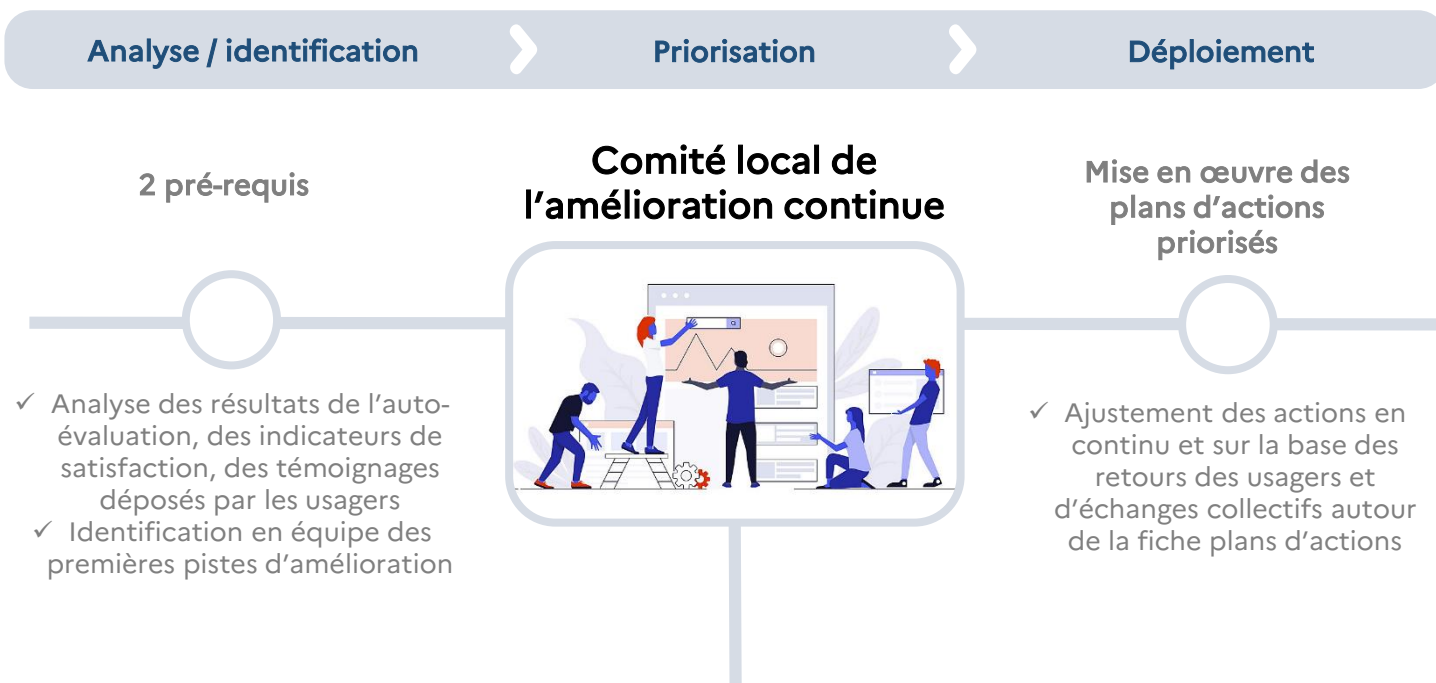 Analyse / identification
Priorisation
Déploiement
2 pré-requis
✓ Analyse des résultats de l'auto-
évaluation, des indicateurs de
satisfaction, des témoignages
déposés par les usagers
✓ Identification en équipe des
premières pistes d'amélioration
Comité local de
l'amélioration continue
Mise en œuvre des
plans d'actions
priorisés
✓ Ajustement des actions en
continu et sur la base des
retours des usagers et
d'échanges collectifs autour
de la fiche plans d'actions